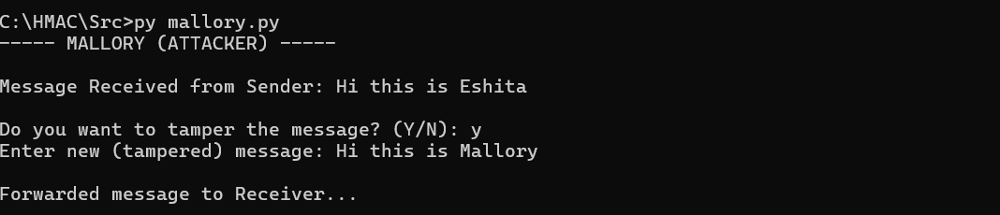 C:\HMAC\Src>py mallory.py
----- MALLORY (ATTACKER) -----
Message Received from Sender: Hi this is Eshita
Do you want to tamper the message? (Y/N): y
Enter new (tampered) message: Hi this is Mallory
Forwarded message to Receiver...